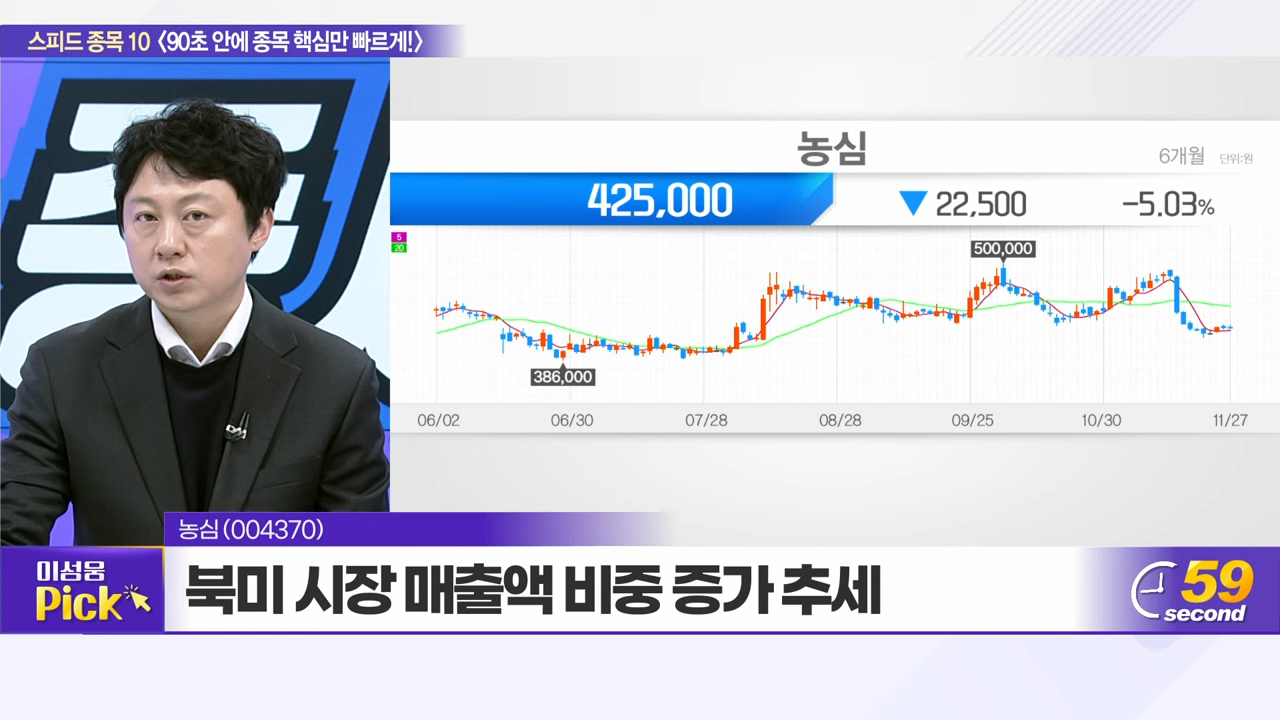 스피드 종목 10 <90초 안에 종목 핵심만 빠르게!>
농심
6개월 단위:원
425,000 ▼ 22,500 -5.03%
5
20
500,000
386,000
06/02 06/30 07/28 08/28 09/25 10/30 11/27
농심(004370)
이성웅
Pick
북미 시장 매출액 비중 증가 추세
59
second